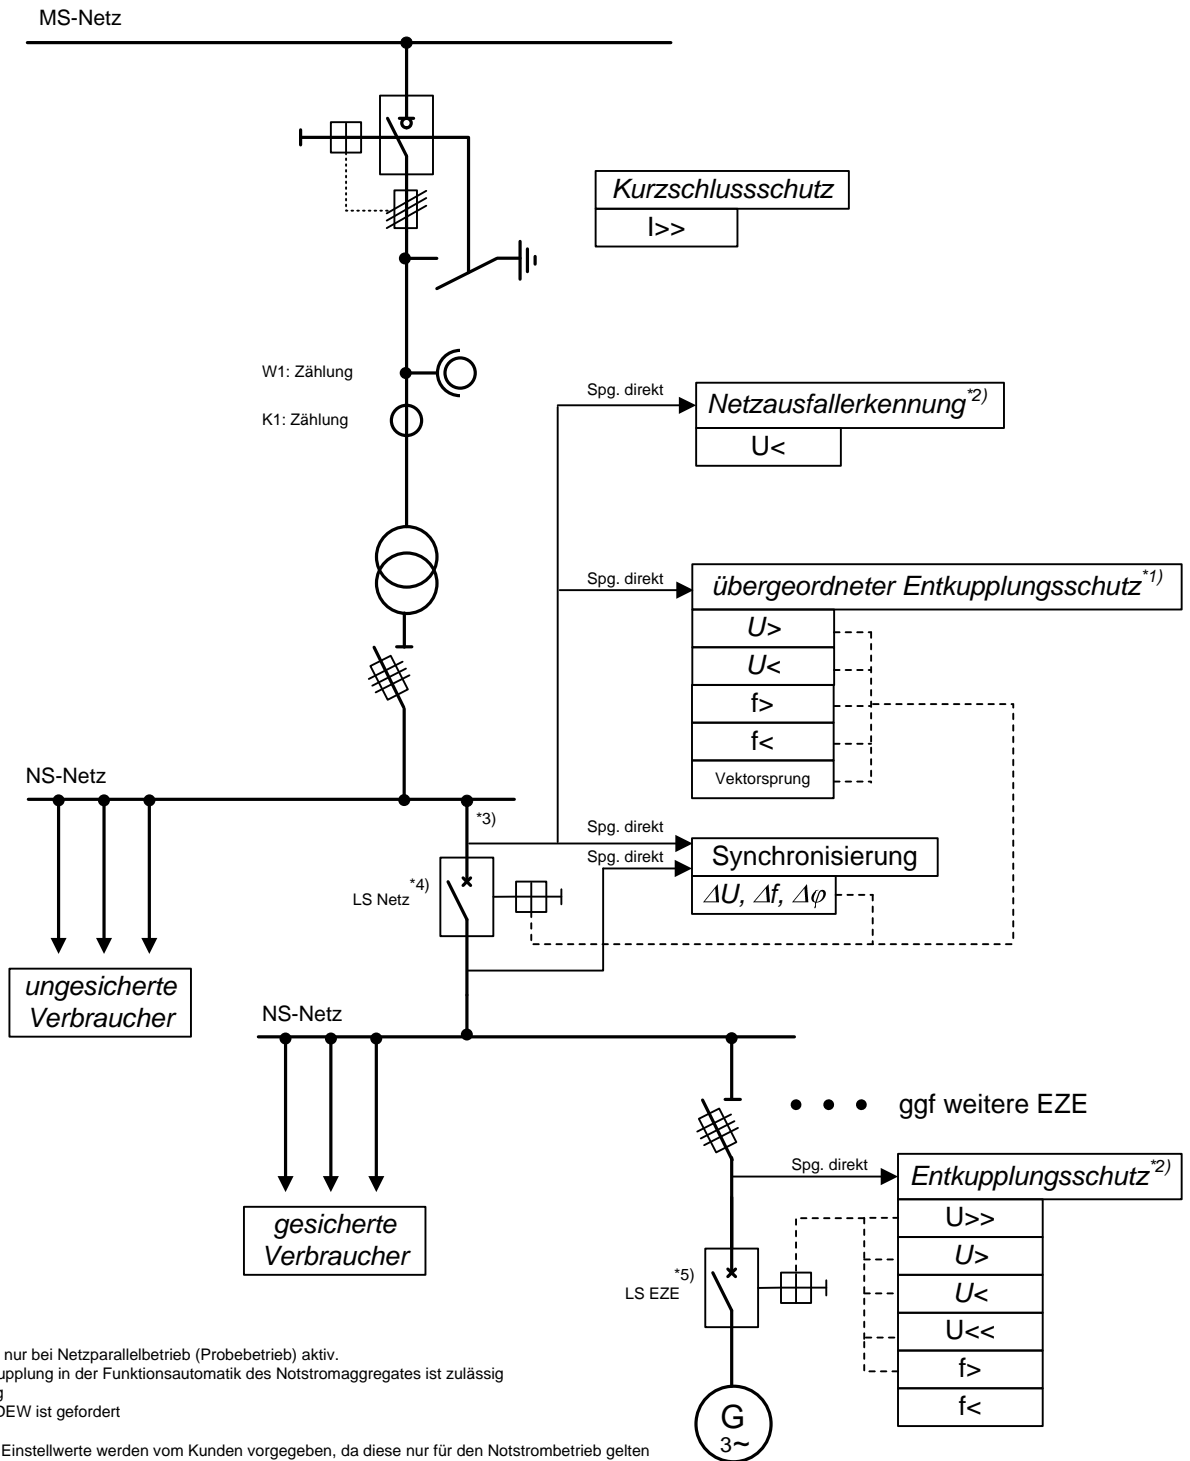 MS-Netz
Kurzschlussschutz
I>>
W1: Zählung
K1: Zählung
Spg. direkt
Netzausfallerkennung*2)
U<
Spg. direkt
übergeordneter Entkupplungsschutz*1)
U>
U<
f>
f<
Vektorsprung
NS-Netz
*3)
Spg. direkt
Spg. direkt
Synchronisierung
ΔU, Δf, Δφ
LS Netz*4)
ungesicherte
Verbraucher
NS-Netz
gesicherte
Verbraucher
• • • ggf weitere EZE
Spg. direkt
Entkupplungsschutz*2)
U>>
U>
U<
U<<
f>
f<
LS EZE*5)
G
3~
nur bei Netzparallelbetrieb (Probebetrieb) aktiv.
in der Funktionsautomatik des Notstromaggregates ist zulässig
ist gefordert
Einstellwerte werden vom Kunden vorgegeben, da diese nur für den Notstrombetrieb gelten